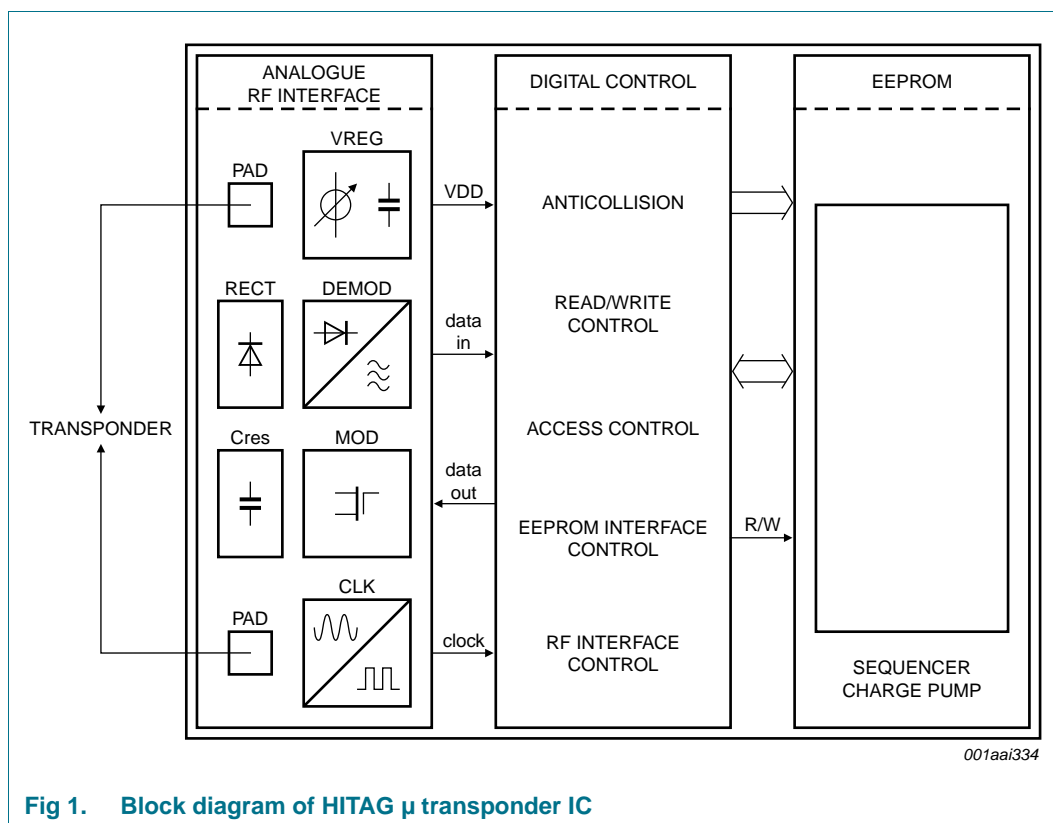 ANALOGUE
RF INTERFACE
VREG
PAD
RECT
DEMOD
TRANSPONDER
Cres
MOD
CLK
PAD
VDD
data
in
data
out
clock
DIGITAL CONTROL
ANTICOLLISION
READ/WRITE
CONTROL
ACCESS CONTROL
EEPROM INTERFACE
CONTROL
RF INTERFACE
CONTROL
R/W
EEPROM
SEQUENCER
CHARGE PUMP
001aai334
Fig 1. Block diagram of HITAG μ transponder IC